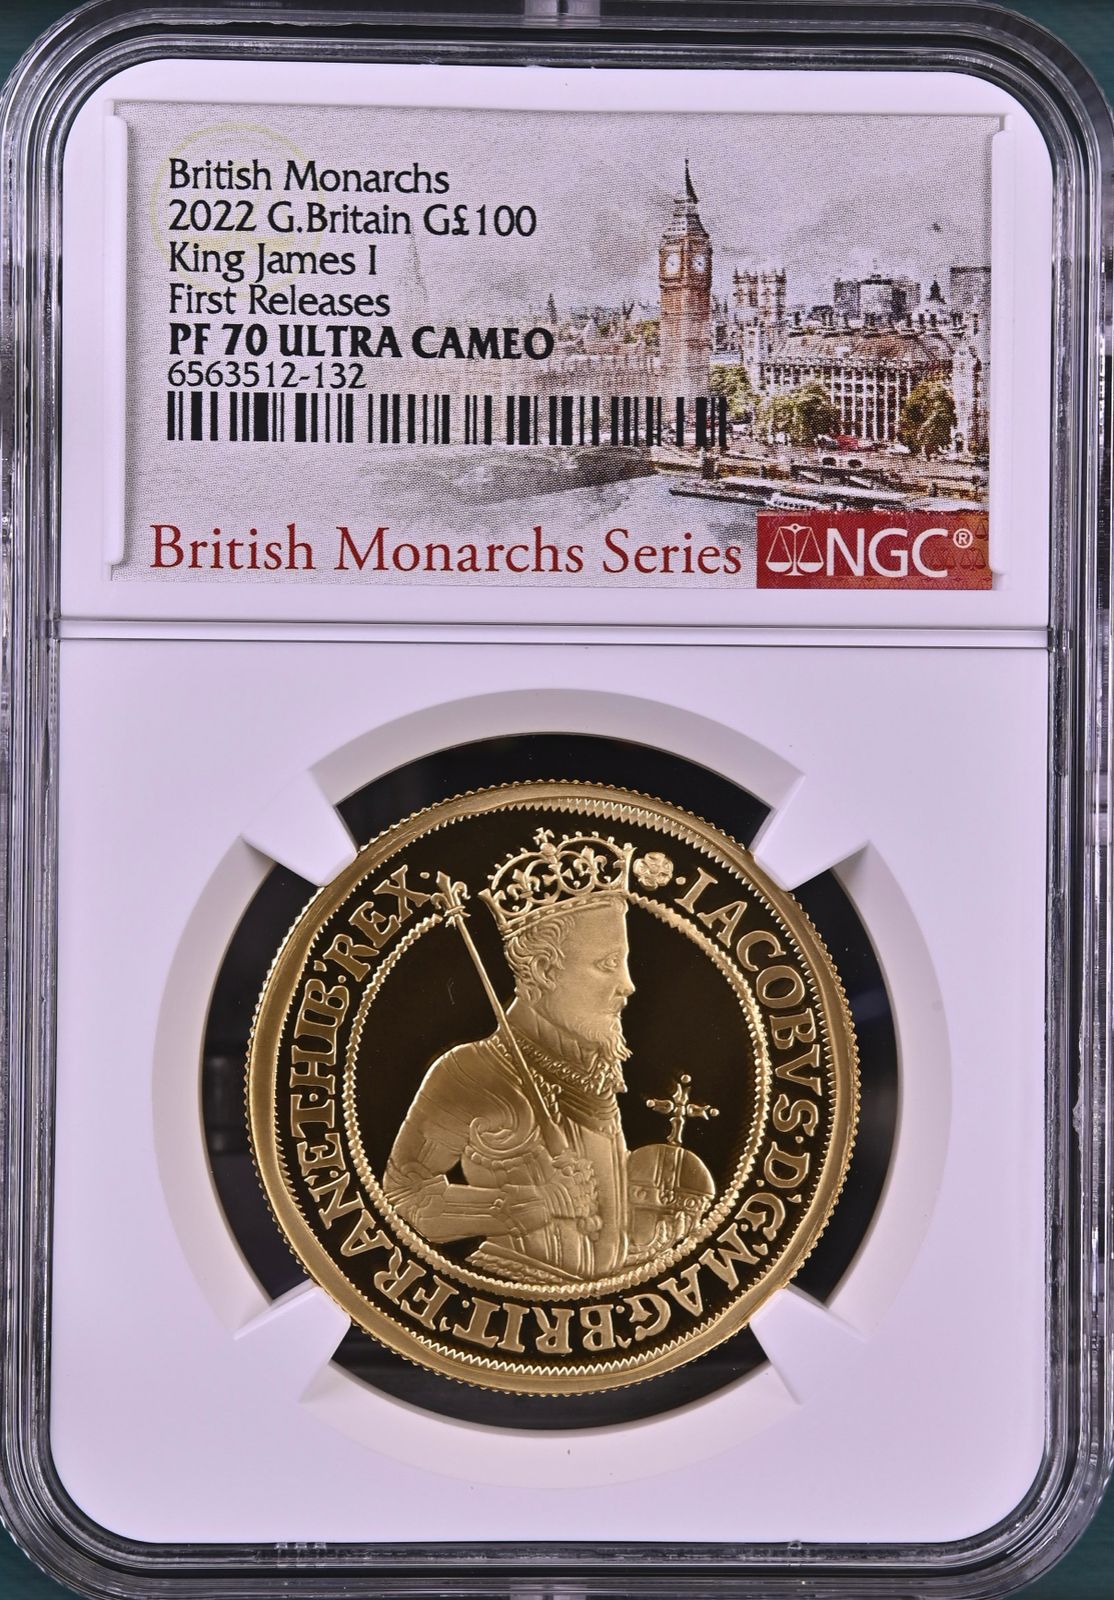 British Monarchs
2022 G.Britain G£100
King James I
First Releases
PF 70 ULTRA CAMEO
6563512-132
British Monarchs Series NGC®
·IACOBVS·D:G:MAG:BRIT:FRAN:ET·HIB·REX·